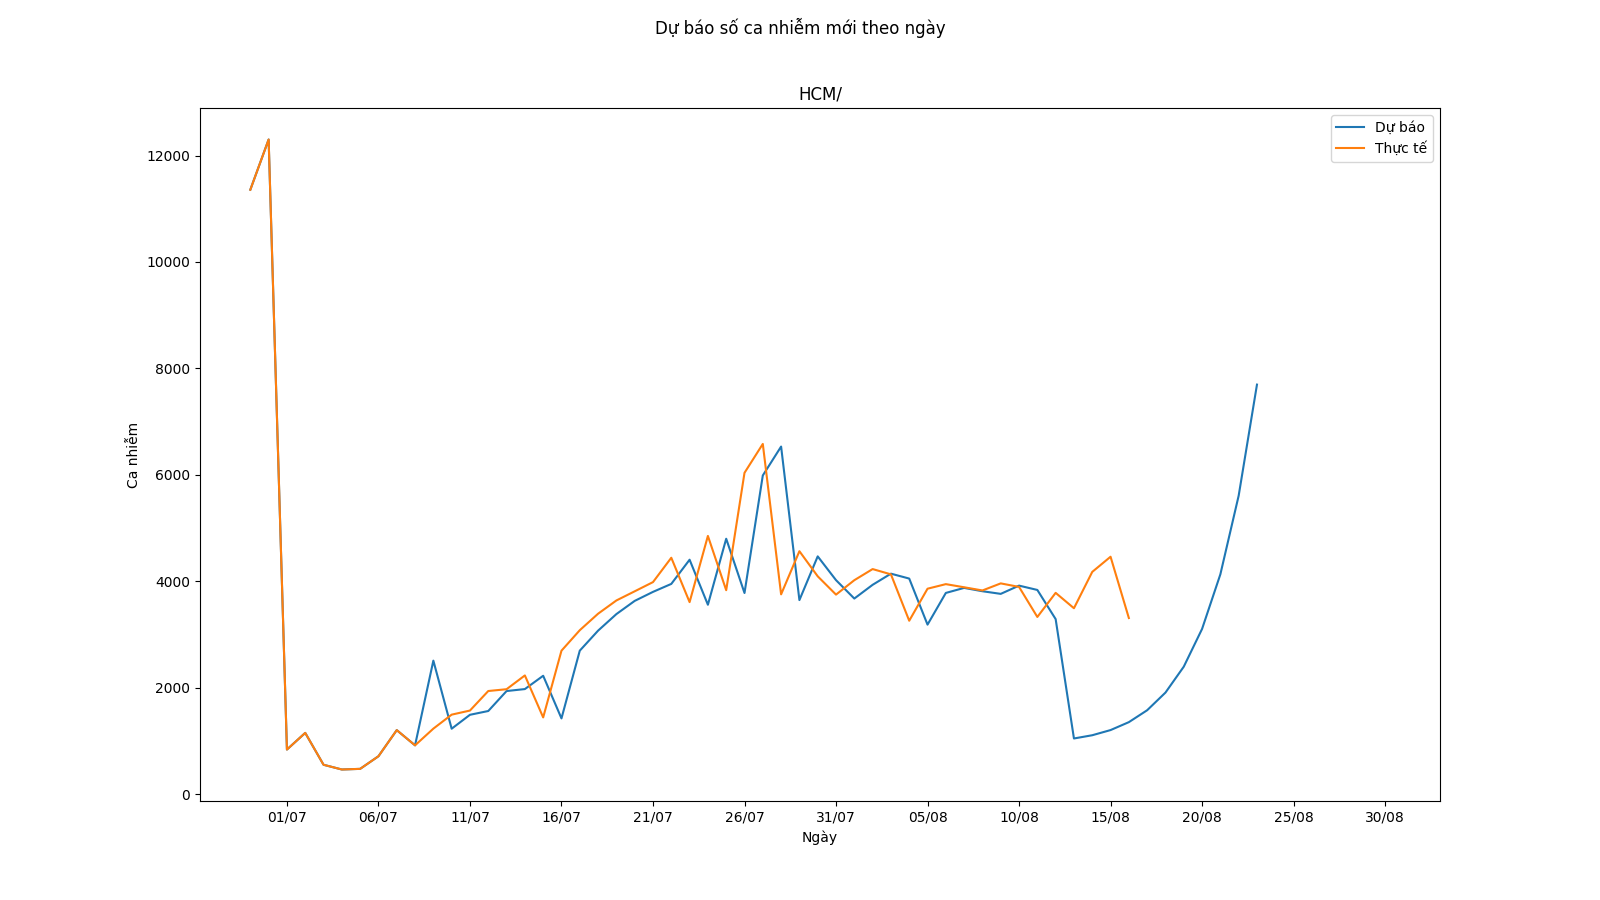 Dự báo số ca nhiễm mới theo ngày
HCM/
Dự báo
Thực tế
12000
10000
8000
6000
4000
2000
0
Ca nhiễm
01/07 06/07 11/07 16/07 21/07 26/07 31/07 05/08 10/08 15/08 20/08 25/08 30/08
Ngày